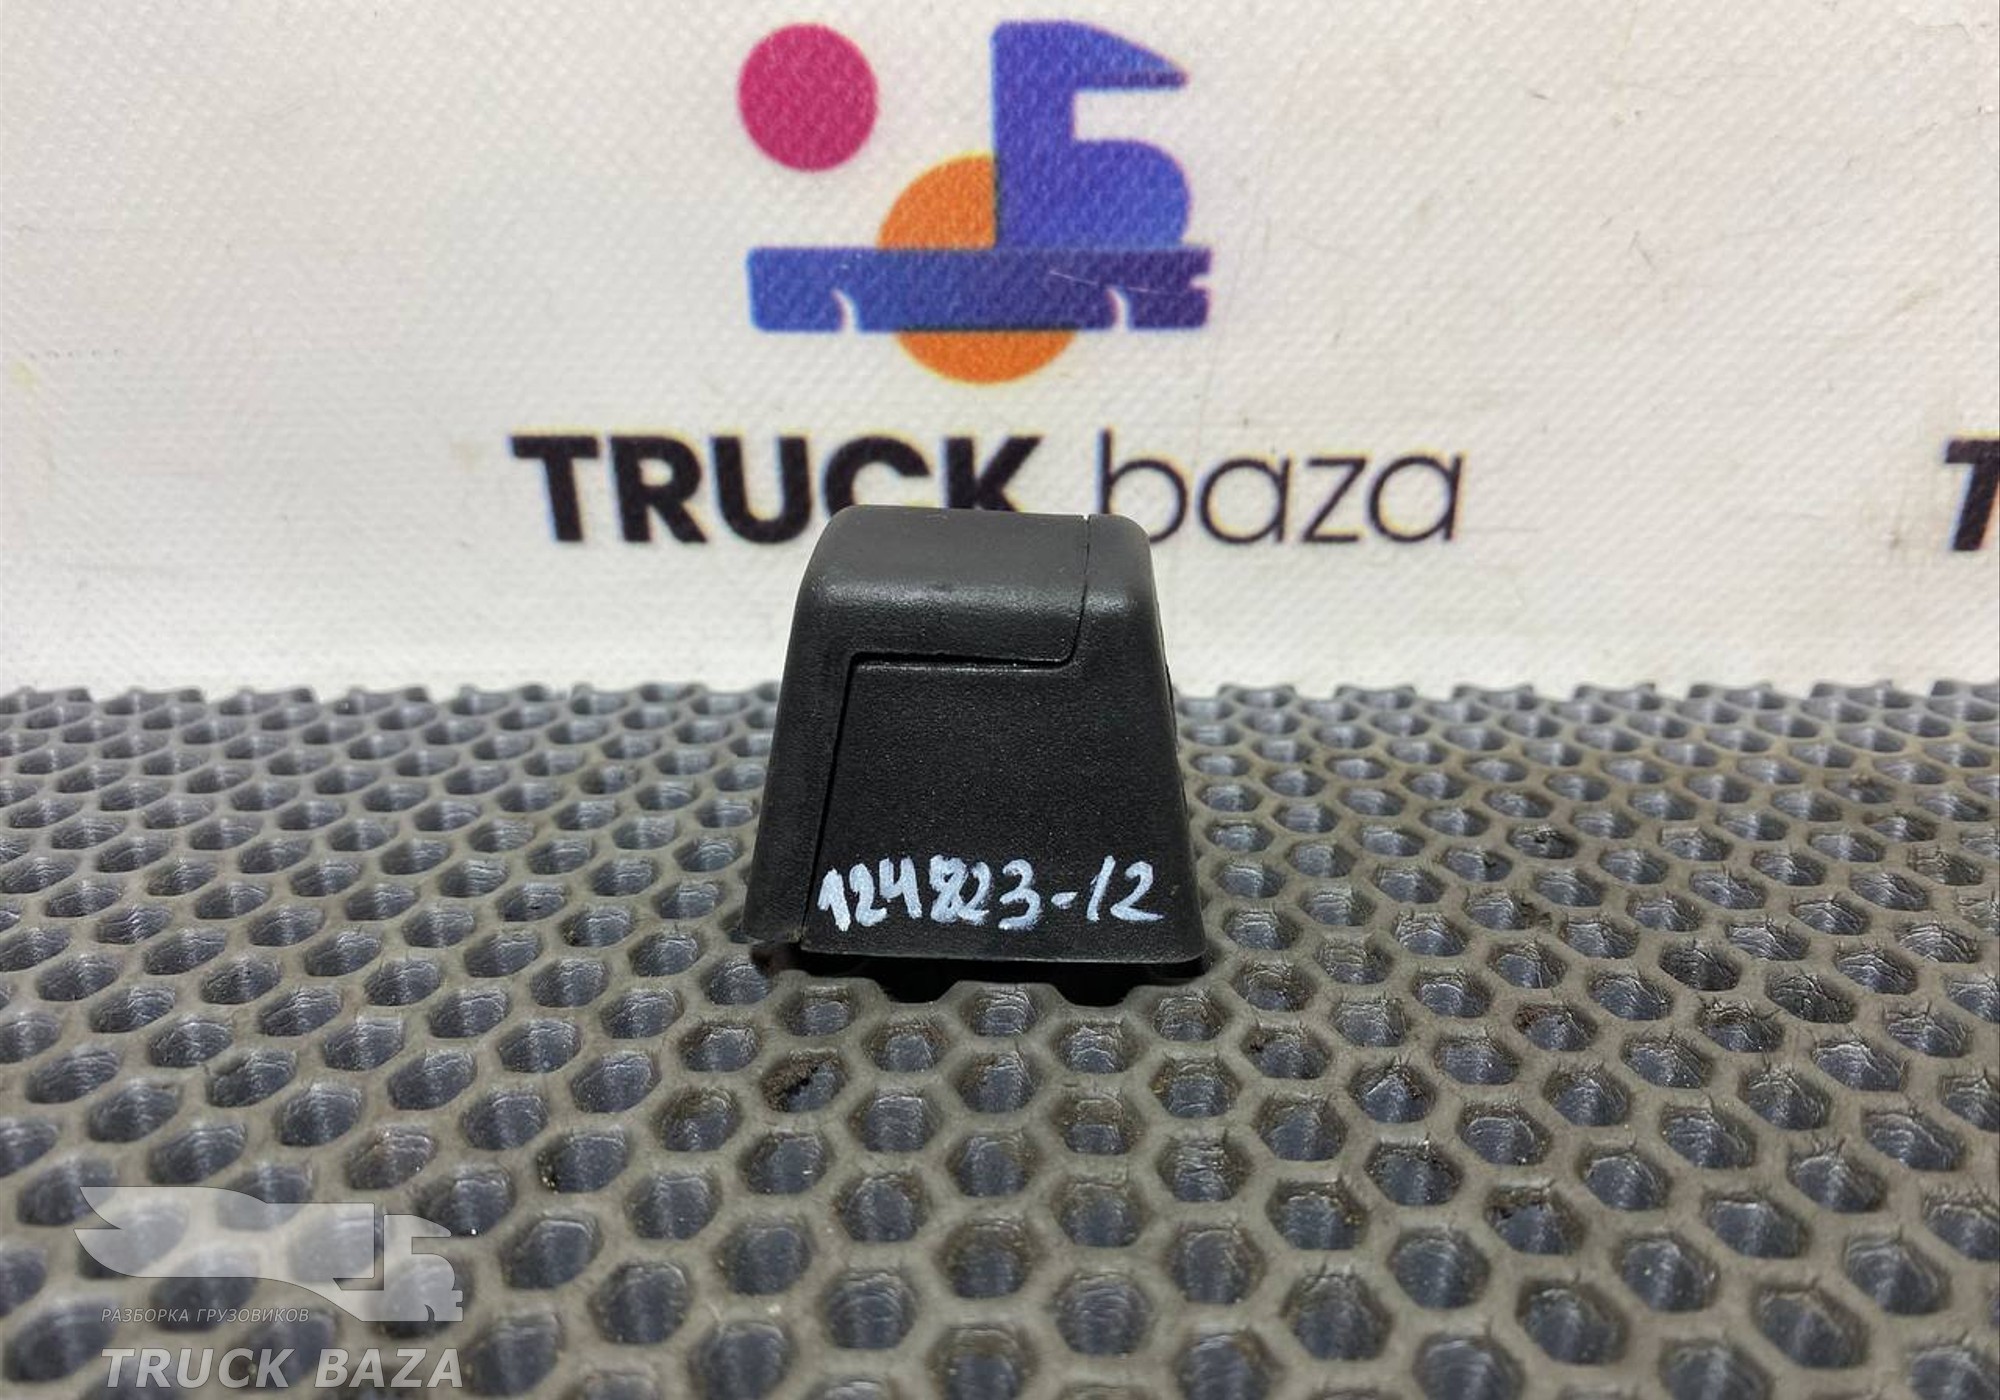 TRUCK baza
T
124823-12
РАЗБОРКА ГРУЗОВИКОВ
TRUCK BAZA